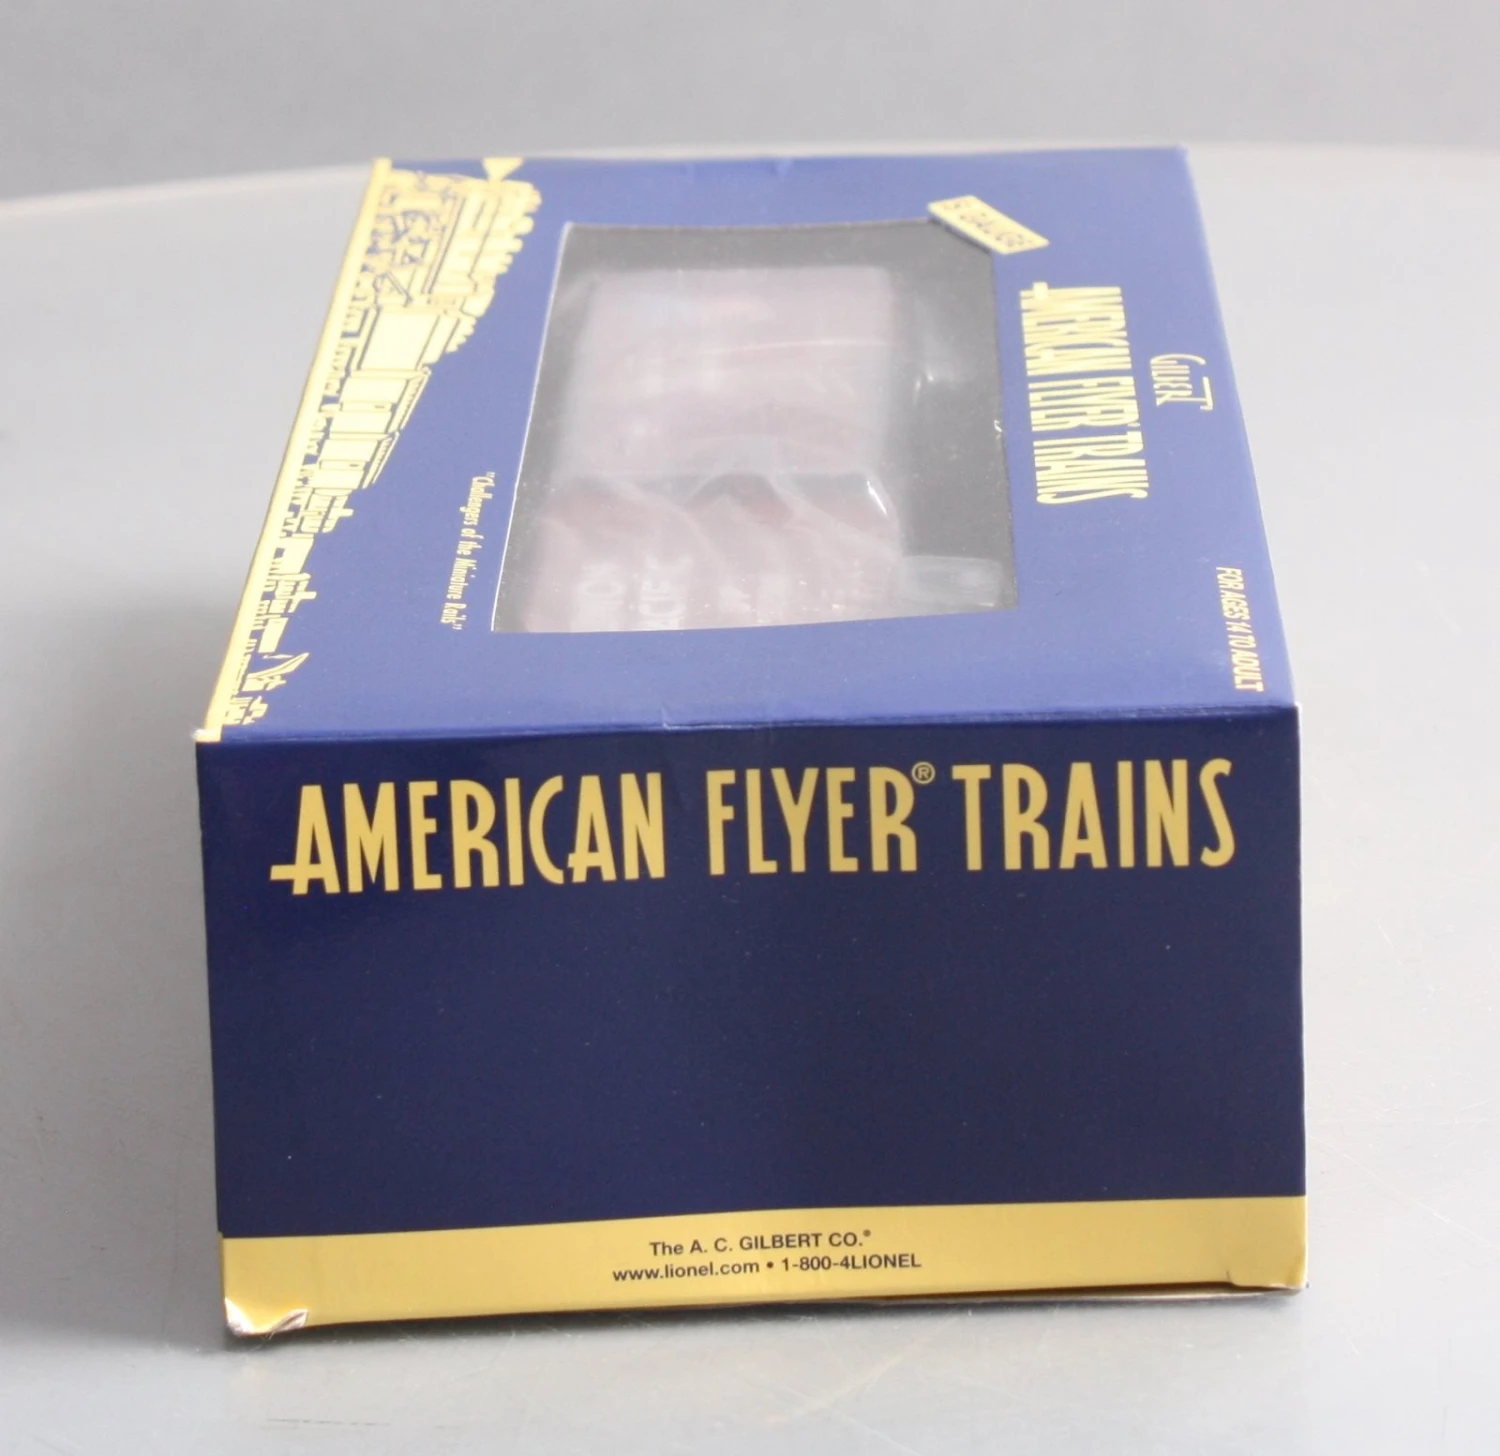 S GAUGE
GILBERT
AMERICAN FLYER TRAINS
FOR AGES 14 TO ADULT
"Challengers of the Miniature Rails"
AMERICAN FLYER® TRAINS
The A. C. GILBERT CO.®
www.lionel.com • 1-800-4LIONEL